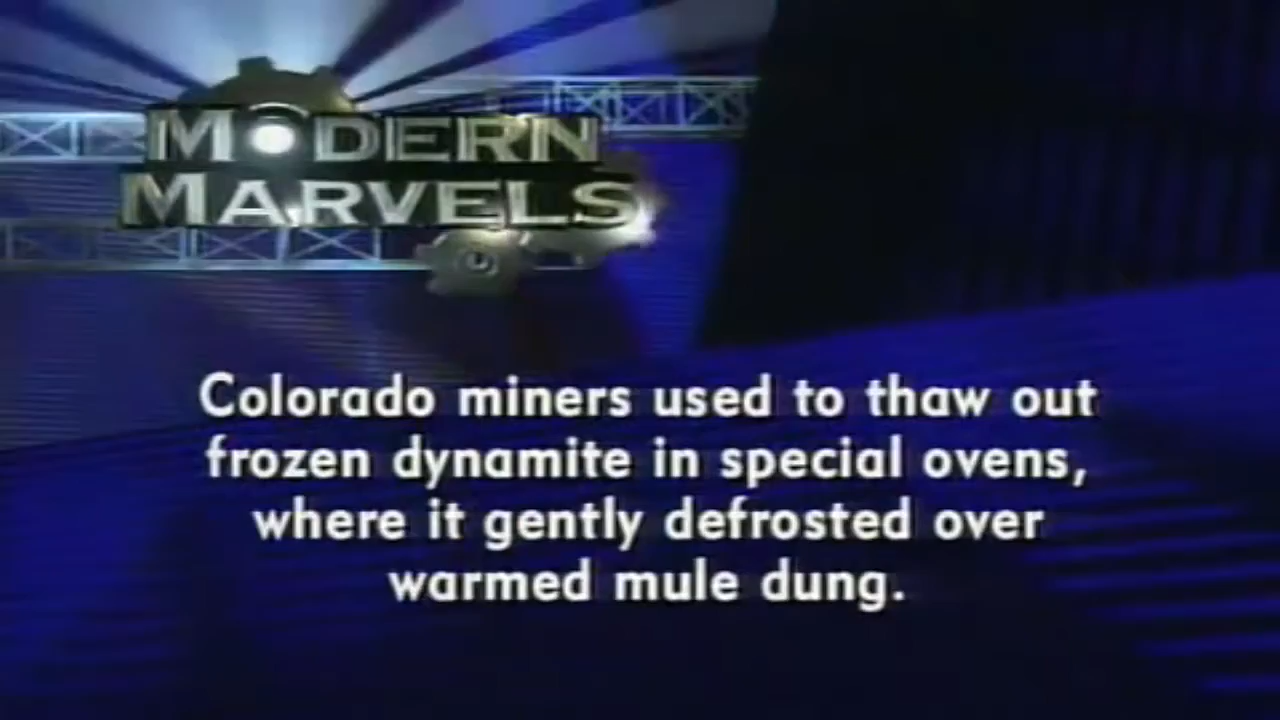 MODERN
MARVELS
Colorado miners used to thaw out
frozen dynamite in special ovens,
where it gently defrosted over
warmed mule dung.